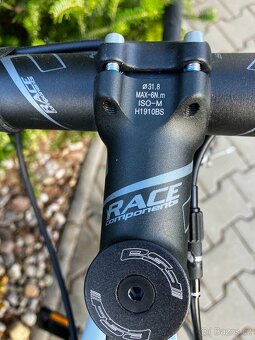 RACE
ø31.8
MAX-6N.m
ISO-M
H1910BS
RACE
components